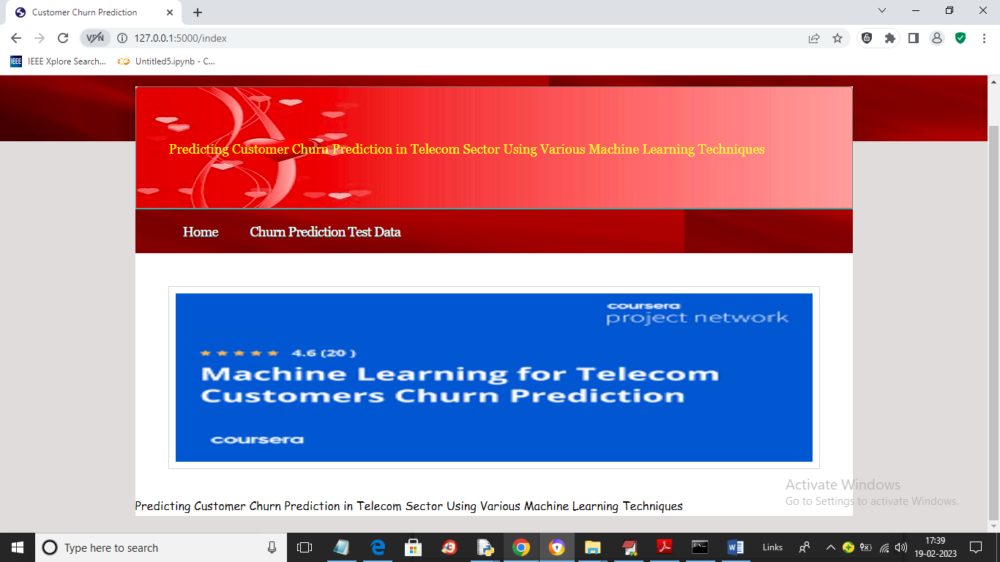 Customer Churn Prediction
VPN
127.0.0.1:5000/index
IEEE
IEEE Xplore Search...
Untitled5.ipynb - C...
Predicting Customer Churn Prediction in Telecom Sector Using Various Machine Learning Techniques
Home
Churn Prediction Test Data
coursera
project network
4.6 (20 )
Machine Learning for Telecom
Customers Churn Prediction
coursera
Predicting Customer Churn Prediction in Telecom Sector Using Various Machine Learning Techniques
Activate Windows
Go to Settings to activate Windows.
Type here to search
Links
17:39
19-02-2023